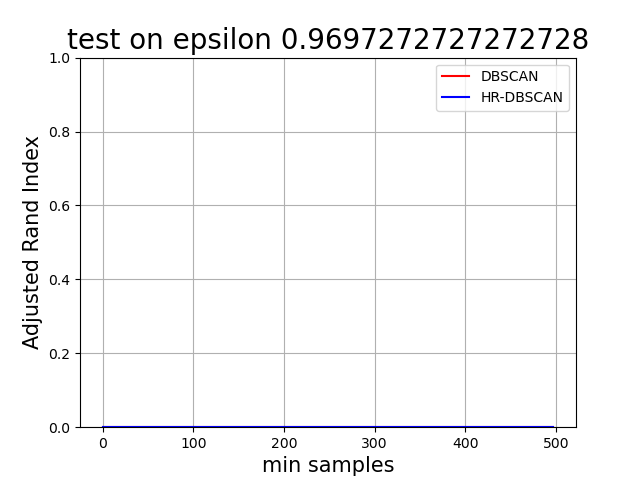 test on epsilon 0.9697272727272728
DBSCAN
HR-DBSCAN
Adjusted Rand Index
1.0
0.8
0.6
0.4
0.2
0.0
0 100 200 300 400 500
min samples